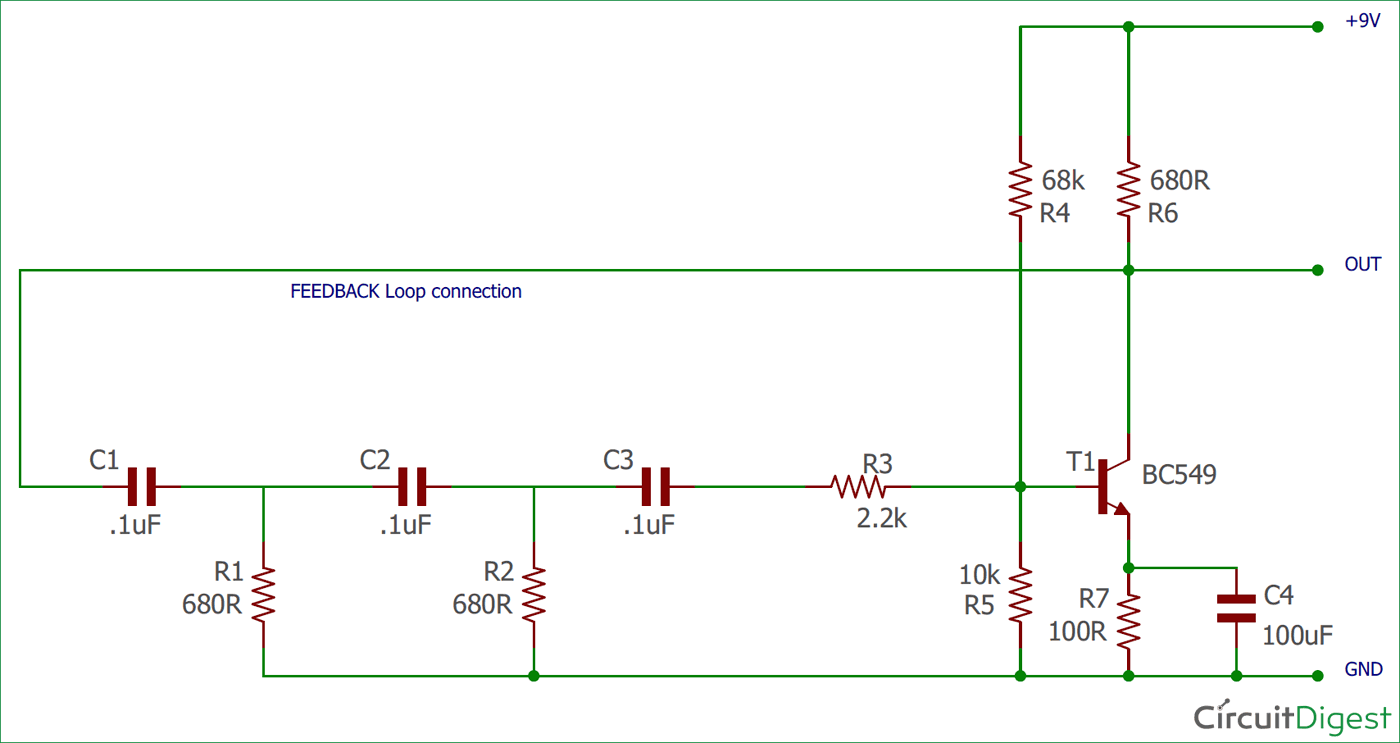 +9V
68k
R4
680R
R6
OUT
FEEDBACK Loop connection
C1
.1uF
C2
.1uF
C3
.1uF
R3
2.2k
T1
BC549
R1
680R
R2
680R
10k
R5
R7
100R
C4
100uF
GND
CircuitDigest